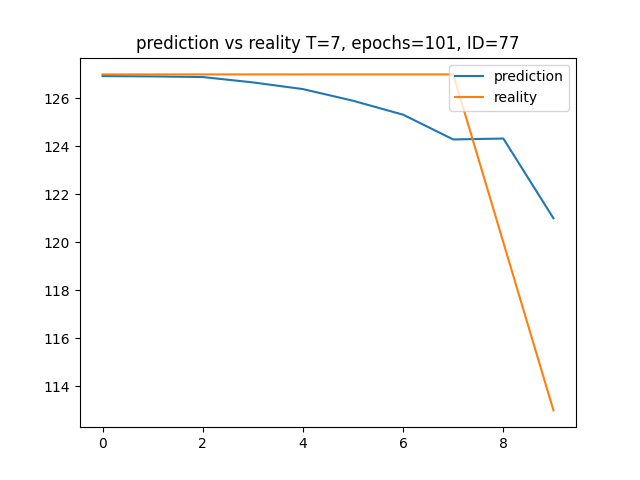 prediction vs reality T=7, epochs=101, ID=77
prediction
reality
126
124
122
120
118
116
114
0 2 4 6 8